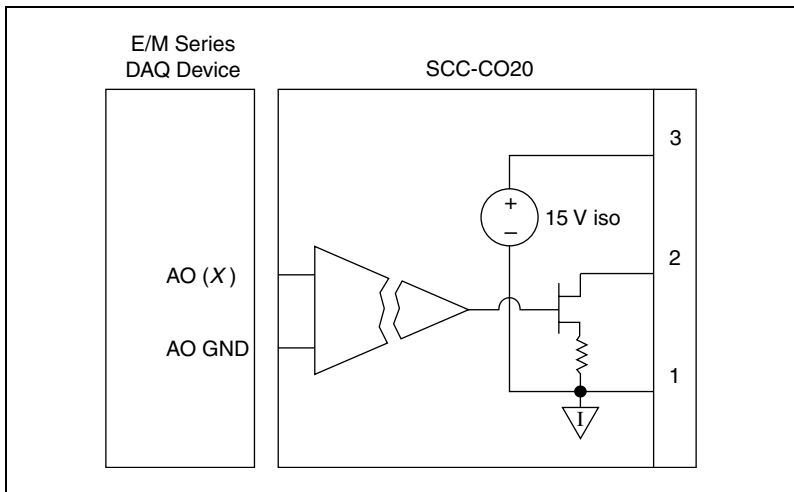 E/M Series
DAQ Device
SCC-CO20
3
+
–
15 V iso
2
AO (X)
AO GND
1
I